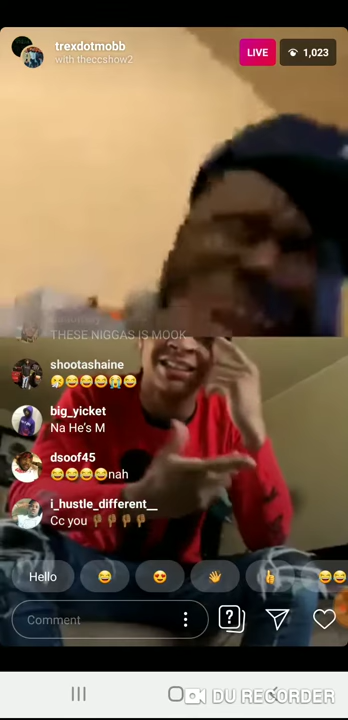 trexdotmobb
with theccshow2
LIVE
1,023
THESE NIGGAS IS MOOK
shootashaine
😥😂😂😂😭😂
big_yicket
Na He's M
dsoof45
😂😂😂😂nah
i_hustle_different__
Cc you 👎🏾👎🏾👎🏾👎🏾
Hello
😂
😍
👋
👍
😂😂
Comment
?
DU RECORDER